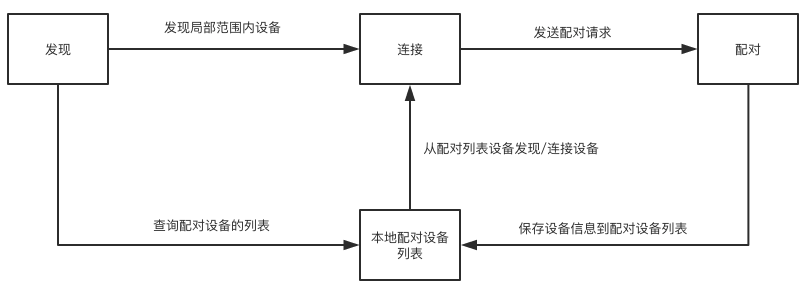 发现局部范围内设备
发送配对请求
发现
连接
配对
从配对列表设备发现/连接设备
查询配对设备的列表
保存设备信息到配对设备列表
本地配对设备
列表